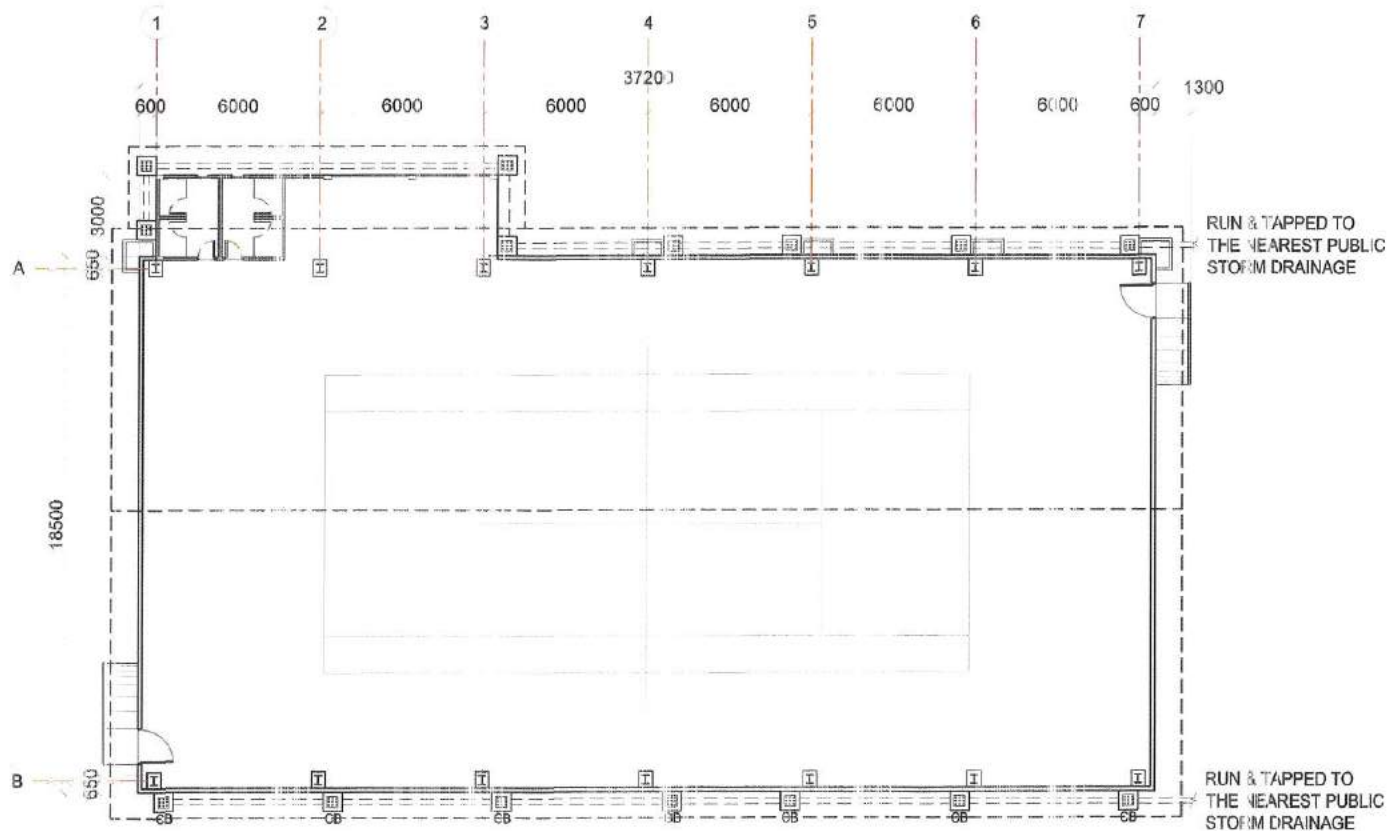 1 2 3 4 5 6 7
37200
1300
600 6000 6000 6000 6000 6000 6000 600
3000
RUN & TAPPED TO
THE NEAREST PUBLIC
STORM DRAINAGE
A
650
18500
B
650
RUN & TAPPED TO
THE NEAREST PUBLIC
STORM DRAINAGE
CB CB CB CB CB CB CB